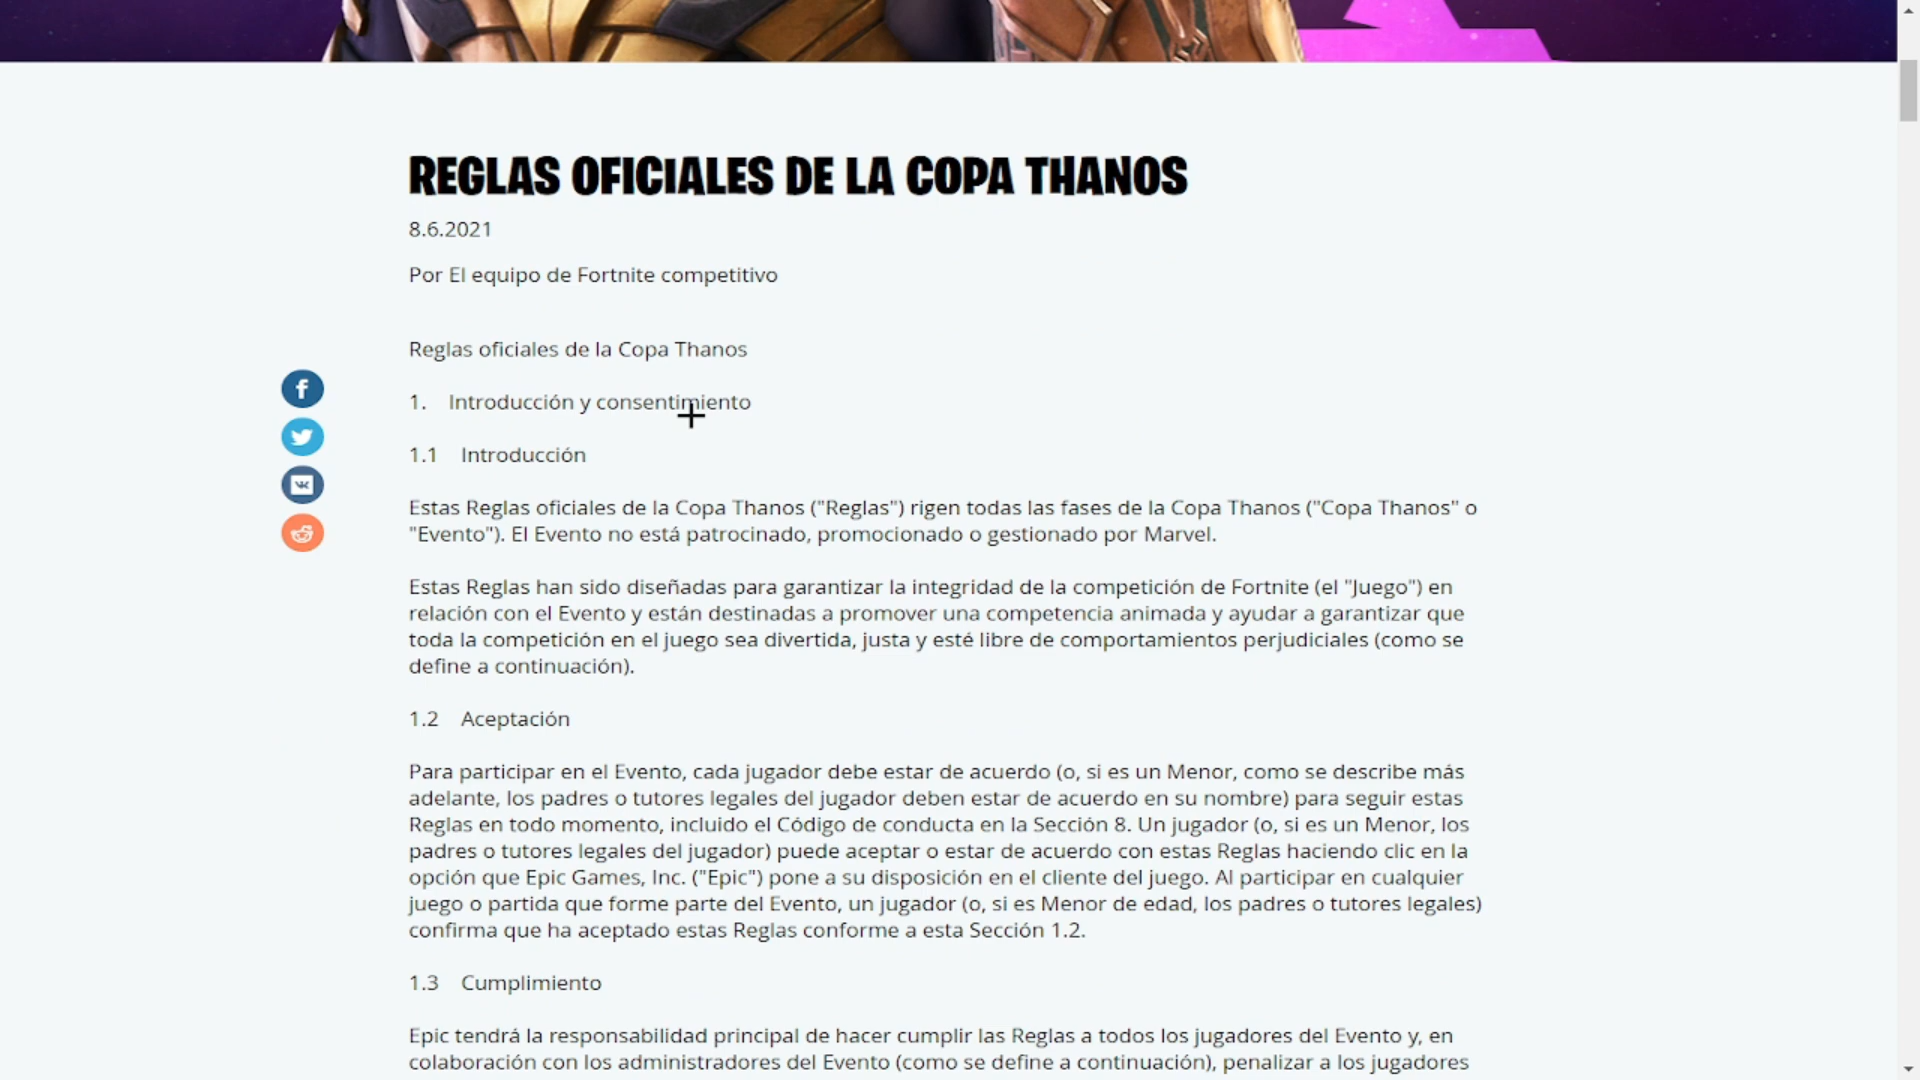 REGLAS OFICIALES DE LA COPA THANOS
8.6.2021
Por El equipo de Fortnite competitivo
Reglas oficiales de la Copa Thanos
1. Introducción y consentimiento
1.1 Introducción
Estas Reglas oficiales de la Copa Thanos ("Reglas") rigen todas las fases de la Copa Thanos ("Copa Thanos" o
"Evento"). El Evento no está patrocinado, promocionado o gestionado por Marvel.
Estas Reglas han sido diseñadas para garantizar la integridad de la competición de Fortnite (el "Juego") en
relación con el Evento y están destinadas a promover una competencia animada y ayudar a garantizar que
toda la competición en el juego sea divertida, justa y esté libre de comportamientos perjudiciales (como se
define a continuación).
1.2 Aceptación
Para participar en el Evento, cada jugador debe estar de acuerdo (o, si es un Menor, como se describe más
adelante, los padres o tutores legales del jugador deben estar de acuerdo en su nombre) para seguir estas
Reglas en todo momento, incluido el Código de conducta en la Sección 8. Un jugador (o, si es un Menor, los
padres o tutores legales del jugador) puede aceptar o estar de acuerdo con estas Reglas haciendo clic en la
opción que Epic Games, Inc. ("Epic") pone a su disposición en el cliente del juego. Al participar en cualquier
juego o partida que forme parte del Evento, un jugador (o, si es Menor de edad, los padres o tutores legales)
confirma que ha aceptado estas Reglas conforme a esta Sección 1.2.
1.3 Cumplimiento
Epic tendrá la responsabilidad principal de hacer cumplir las Reglas a todos los jugadores del Evento y, en
colaboración con los administradores del Evento (como se define a continuación), penalizar a los jugadores